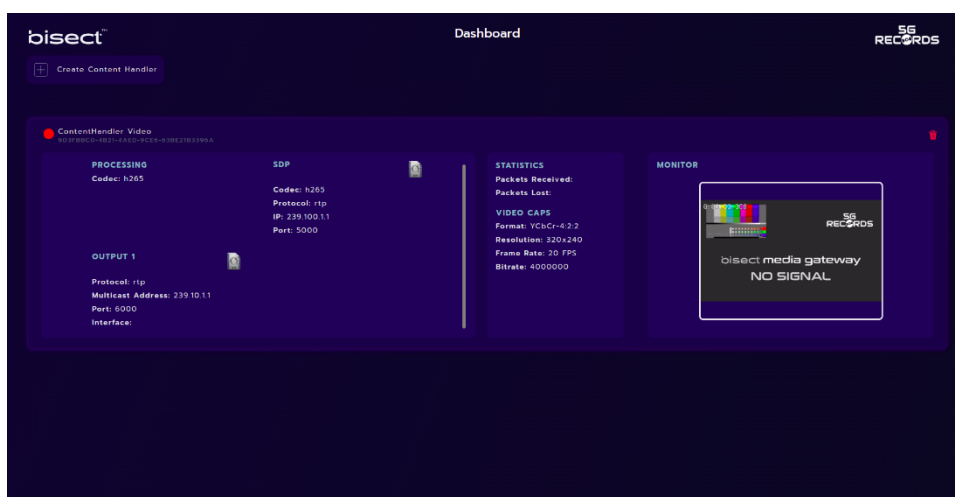 bisect™
Dashboard
5G
RECORDS
Create Content Handler
ContentHandler Video
PROCESSING
Codec: h265
SDP
Codec: h265
Protocol: rtp
IP: 239.100.1.1
Port: 5000
OUTPUT 1
Protocol: rtp
Multicast Address: 239.10.1.1
Port: 6000
Interface:
STATISTICS
Packets Received:
Packets Lost:
VIDEO CAPS
Format: YCbCr-4:2:2
Resolution: 320x240
Frame Rate: 20 FPS
Bitrate: 4000000
MONITOR
5G
RECORDS
bisect media gateway
NO SIGNAL